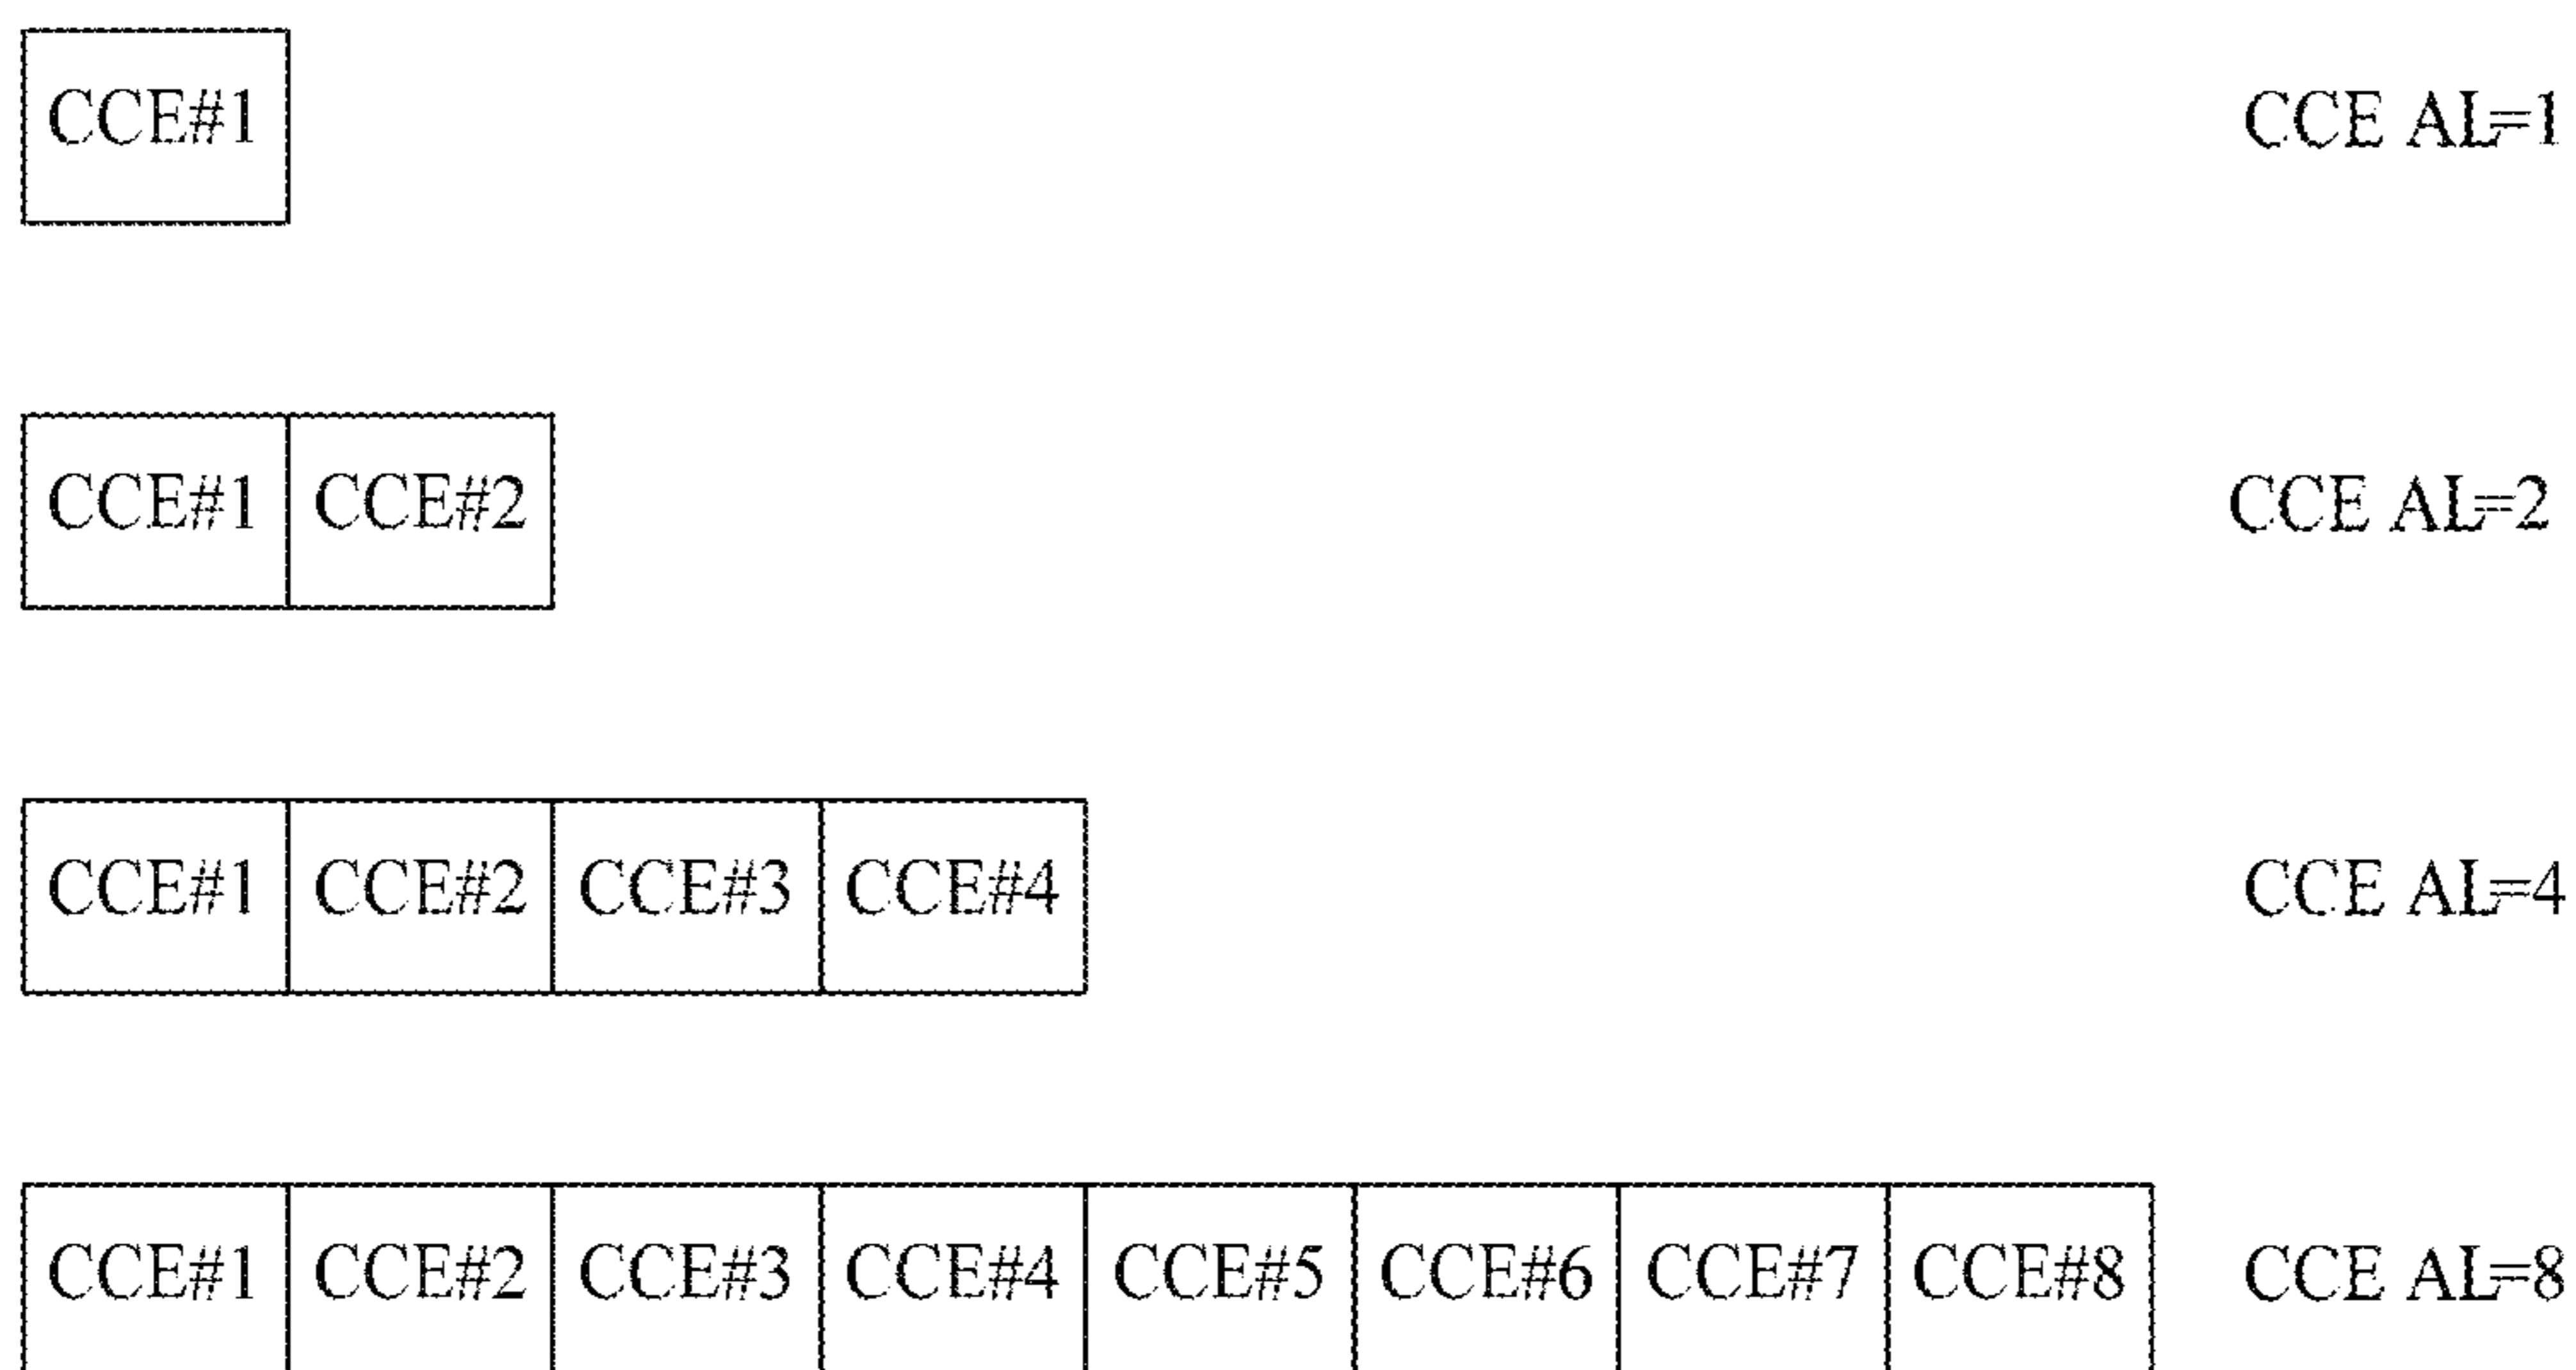 CCE#1 CCE AL=1
CCE#1 CCE#2 CCE AL=2
CCE#1 CCE#2 CCE#3 CCE#4 CCE AL=4
CCE#1 CCE#2 CCE#3 CCE#4 CCE#5 CCE#6 CCE#7 CCE#8 CCE AL=8